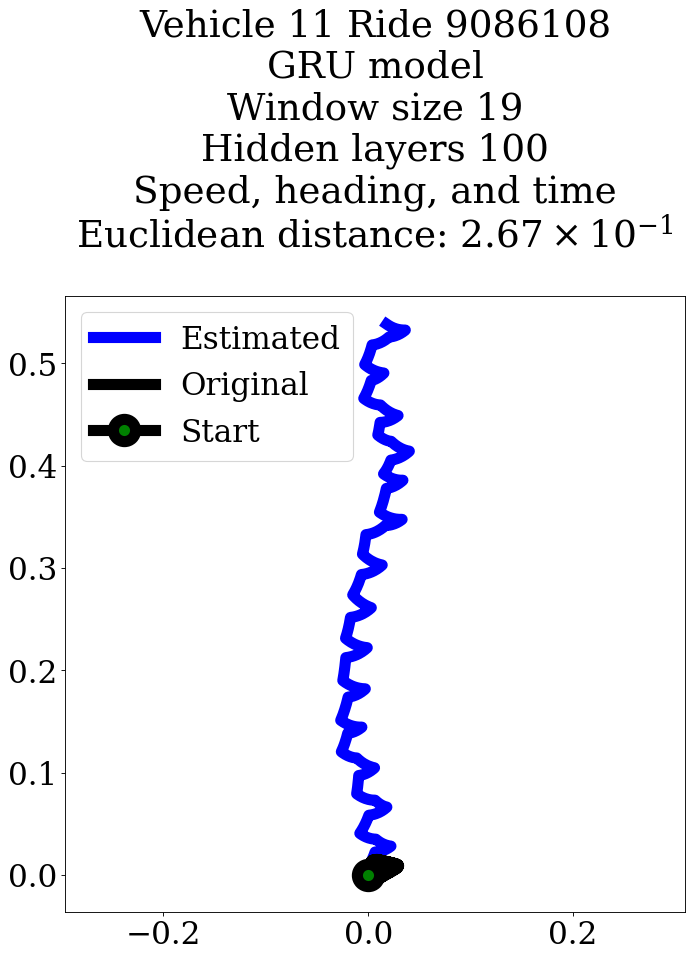 Vehicle 11 Ride 9086108
GRU model
Window size 19
Hidden layers 100
Speed, heading, and time
Euclidean distance: 2.67 × 10⁻¹
Estimated
Original
Start
0.5
0.4
0.3
0.2
0.1
0.0
−0.2 0.0 0.2